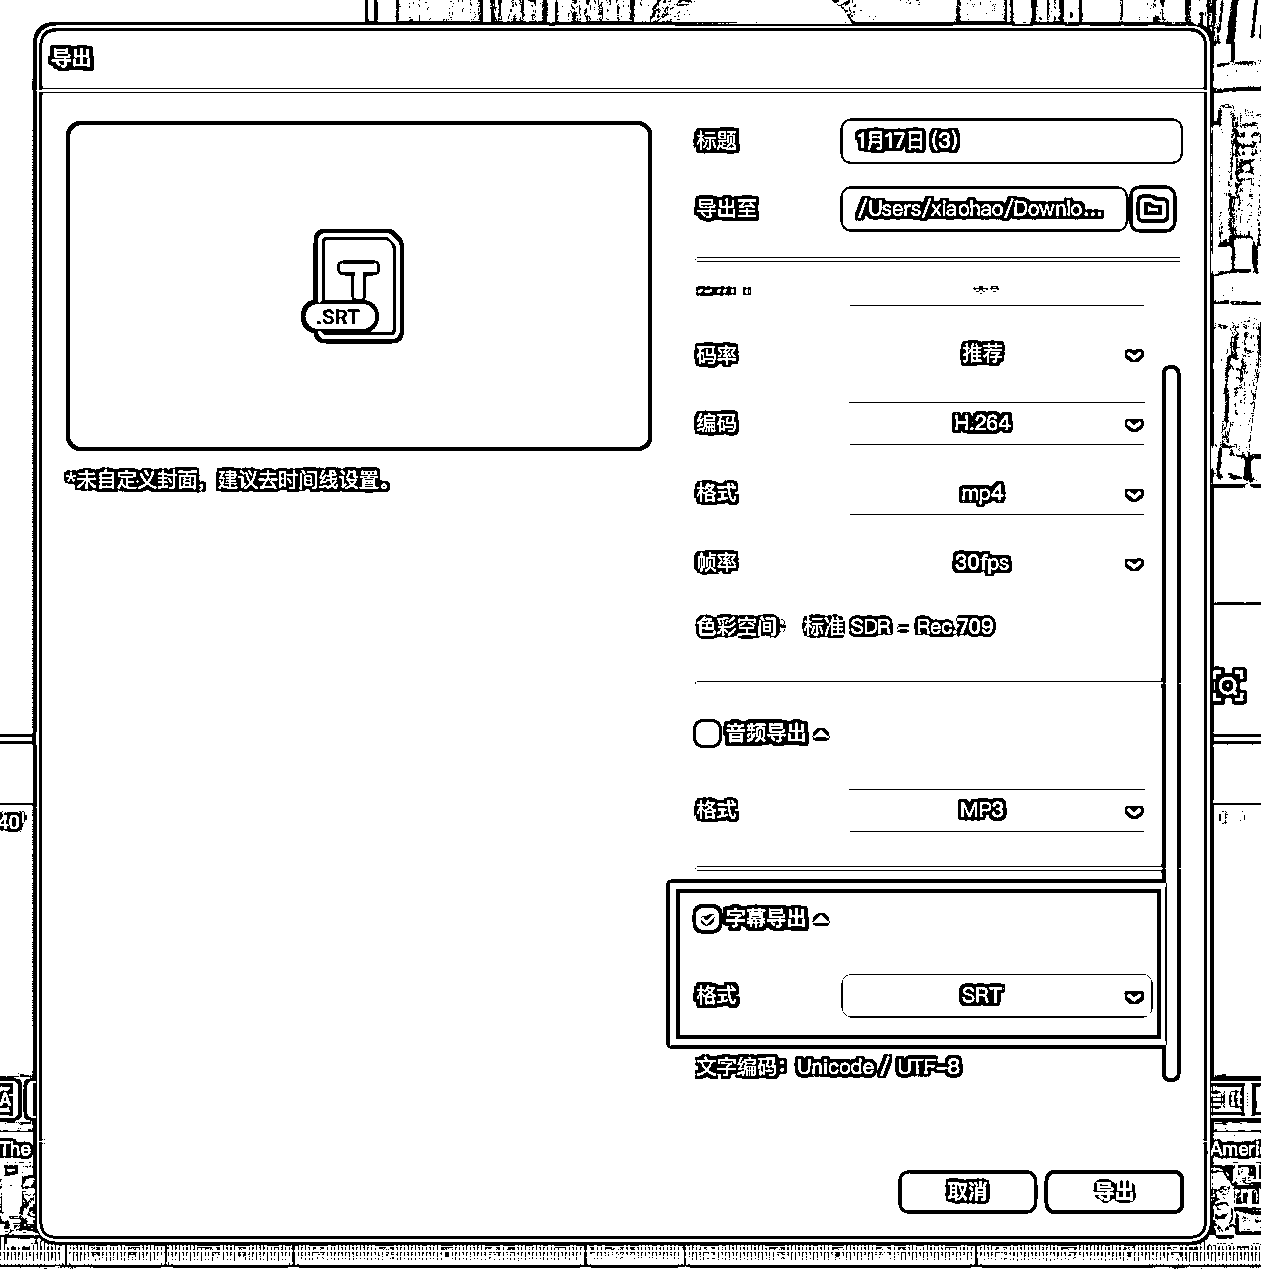 导出
标题
1月17日 (3)
导出至
/Users/xiaohao/Downlo...
.SRT
T
*未自定义封面，建议去时间线设置。
码率
推荐
编码
H.264
格式
mp4
帧率
30fps
色彩空间： 标准 SDR - Rec.709
音频导出
格式
MP3
字幕导出
格式
SRT
文字编码：Unicode / UTF-8
取消
导出
40
A
The
Ameri